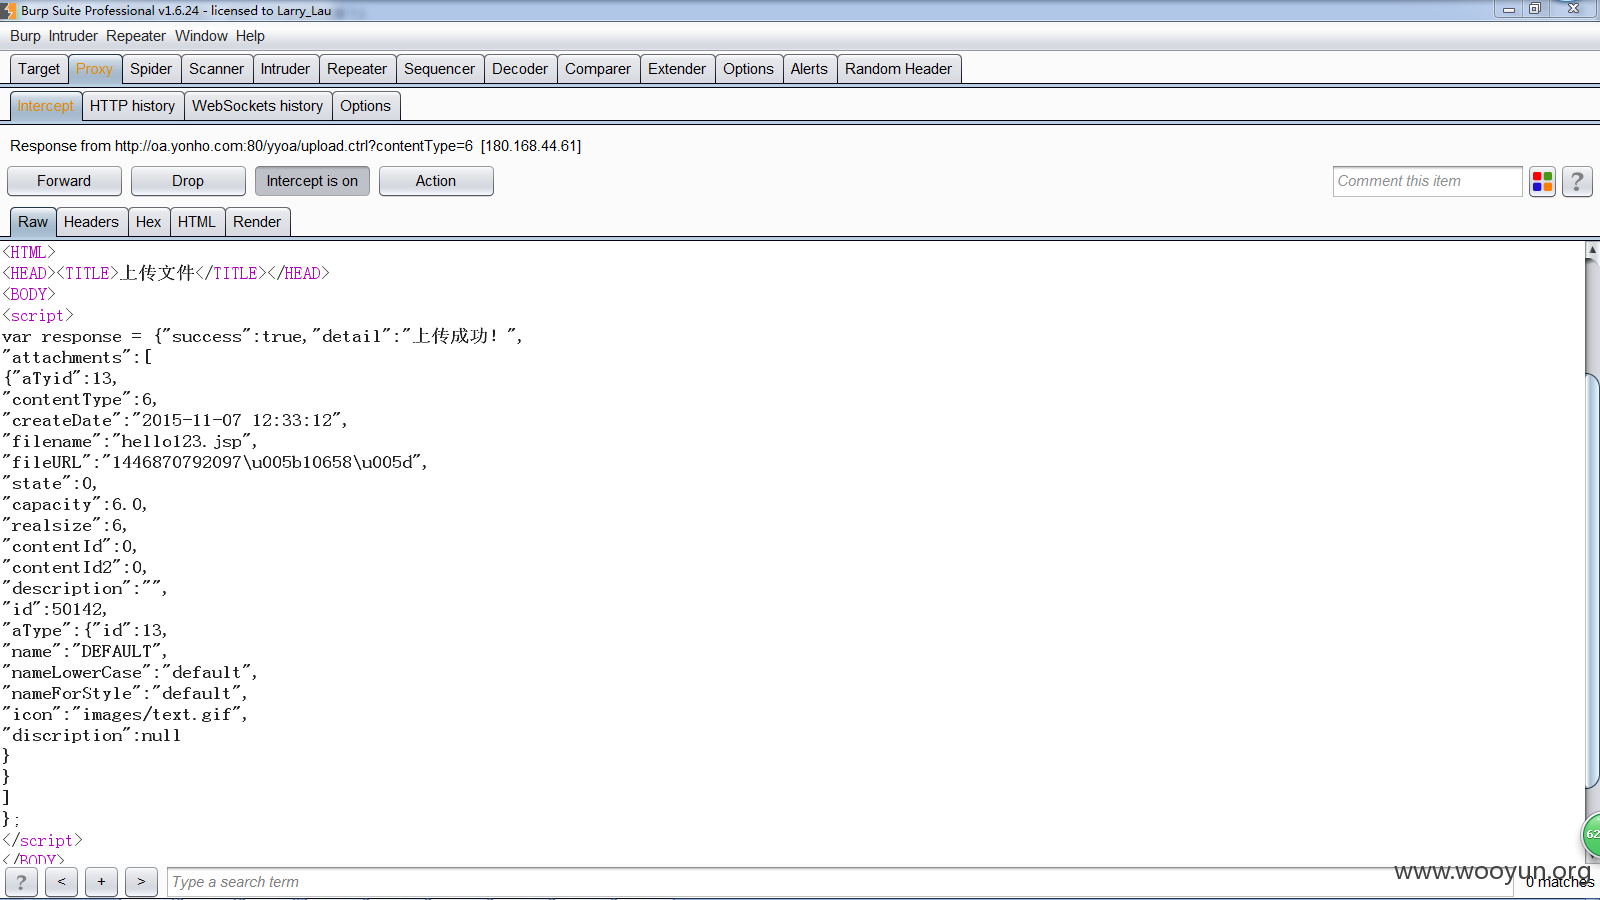 Burp Suite Professional v1.6.24 - licensed to Larry_Lau
Burp Intruder Repeater Window Help
Target Proxy Spider Scanner Intruder Repeater Sequencer Decoder Comparer Extender Options Alerts Random Header
Intercept HTTP history WebSockets history Options
Response from http://oa.yonho.com:80/yyoa/upload.ctrl?contentType=6 [180.168.44.61]
Forward Drop Intercept is on Action Comment this item ?
Raw Headers Hex HTML Render
<HTML>
<HEAD><TITLE>上传文件</TITLE></HEAD>
<BODY>
<script>
var response = {"success":true,"detail":"上传成功！",
"attachments":[
{"aTyid":13,
"contentType":6,
"createDate":"2015-11-07 12:33:12",
"filename":"hello123.jsp",
"fileURL":"1446870792097\u005b10658\u005d",
"state":0,
"capacity":6.0,
"realsize":6,
"contentId":0,
"contentId2":0,
"description":"",
"id":50142,
"aType":{"id":13,
"name":"DEFAULT",
"nameLowerCase":"default",
"nameForStyle":"default",
"icon":"images/text.gif",
"discription":null
}
}
]
};
</script>
</BODY>
62
www.wooyun.org
? < + > Type a search term 0 matches